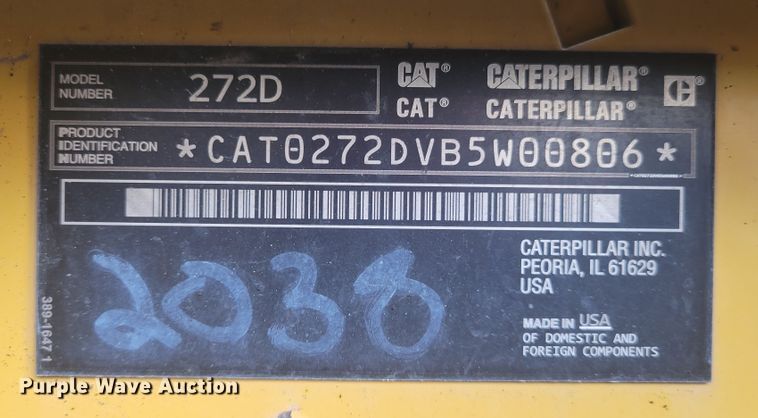 MODEL NUMBER 272D
CAT® CATERPILLAR® C®
CAT® CATERPILLAR®
PRODUCT
IDENTIFICATION
NUMBER
*CAT0272DVB5W00806*
2038
CATERPILLAR INC.
PEORIA, IL 61629
USA
MADE IN USA
OF DOMESTIC AND
FOREIGN COMPONENTS
389-1647 1
Purple Wave Auction